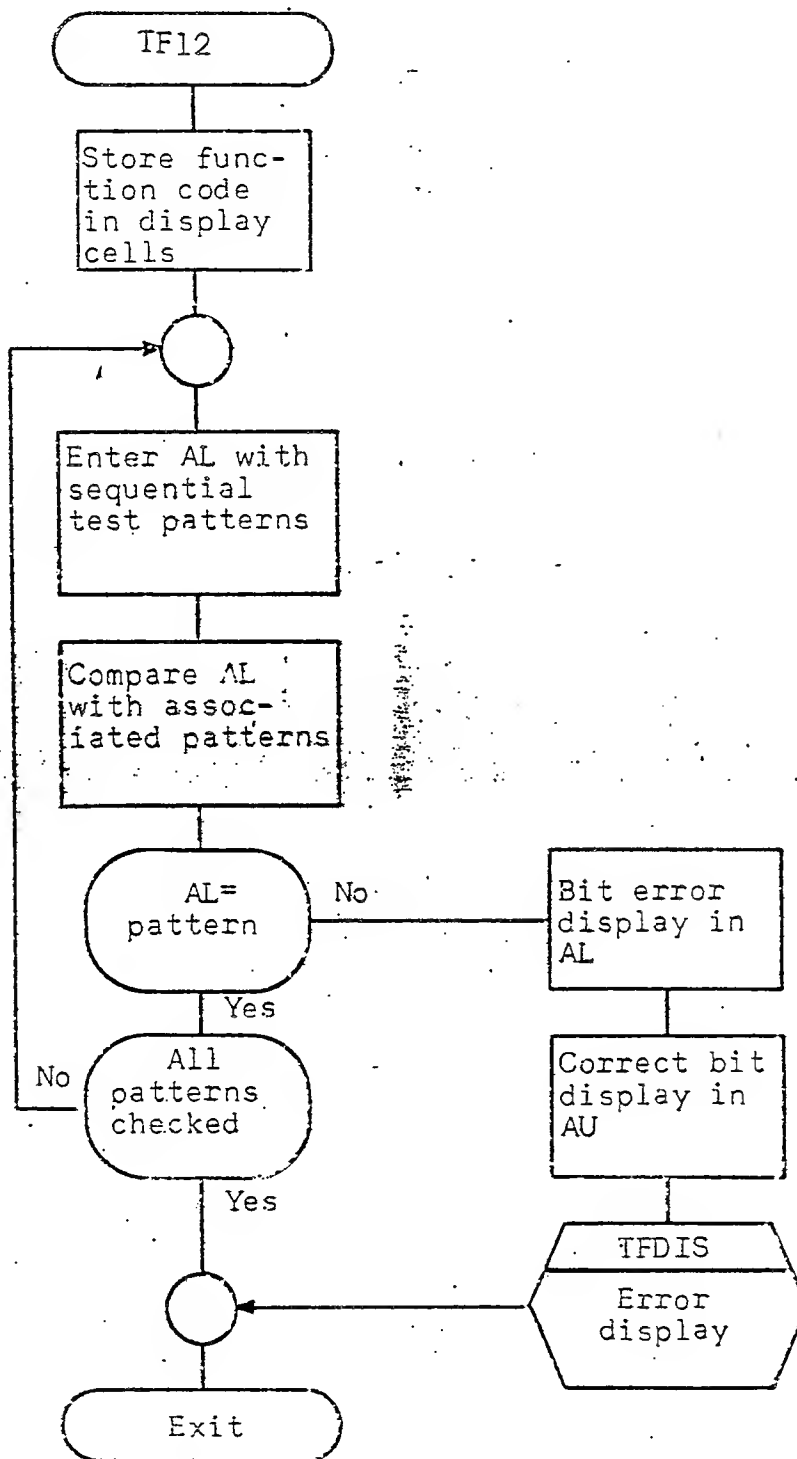 TF12
Store func-
tion code
in display
cells
Enter AL with
sequential
test patterns
Compare AL
with assoc-
iated patterns
AL=
pattern
No
Yes
Bit error
display in
AL
All
patterns
checked
No
Yes
Correct bit
display in
AU
TFDIS
Error
display
Exit